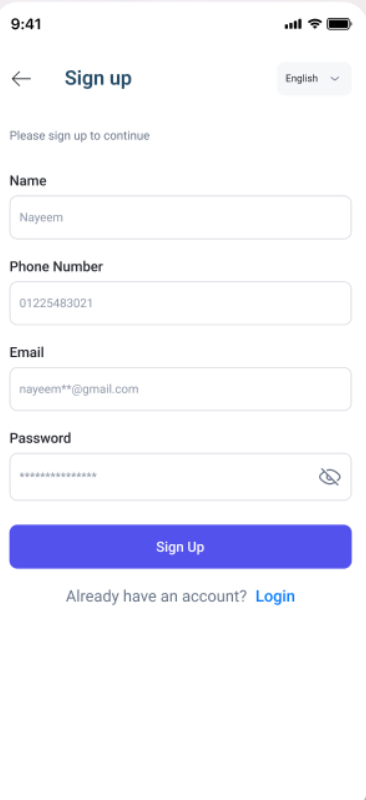 9:41
Sign up
English
Please sign up to continue
Name
Nayeem
Phone Number
01225483021
Email
nayeem**@gmail.com
Password
***************
Sign Up
Already have an account? Login